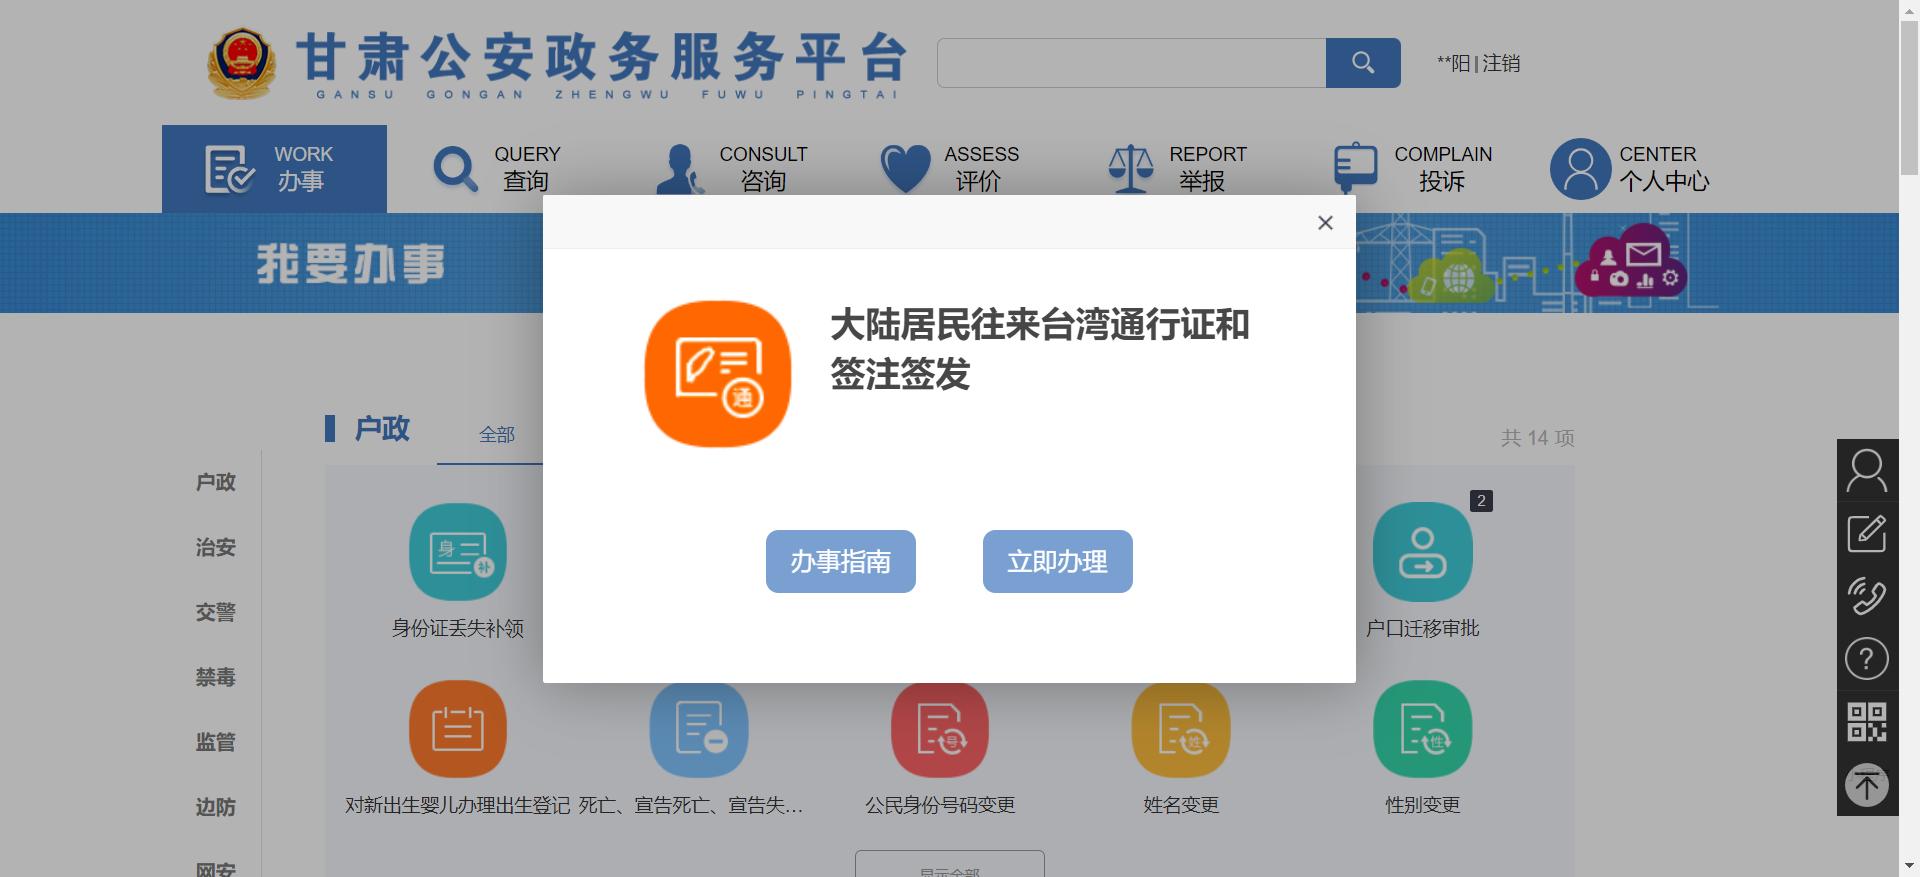 甘肃公安政务服务平台
GANSU GONGAN ZHENGWU FUWU PINGTAI
**阳 | 注销
WORK
办事
QUERY
查询
CONSULT
咨询
ASSESS
评价
REPORT
举报
COMPLAIN
投诉
CENTER
个人中心
我要办事
大陆居民往来台湾通行证和
签注签发
通
办事指南
立即办理
户政
全部
共 14 项
户政
治安
交警
禁毒
监管
边防
网安
身
补
身份证丢失补领
2
户口迁移审批
对新出生婴儿办理出生登记
死亡、宣告死亡、宣告失...
号
公民身份号码变更
姓
姓名变更
性
性别变更
显示全部